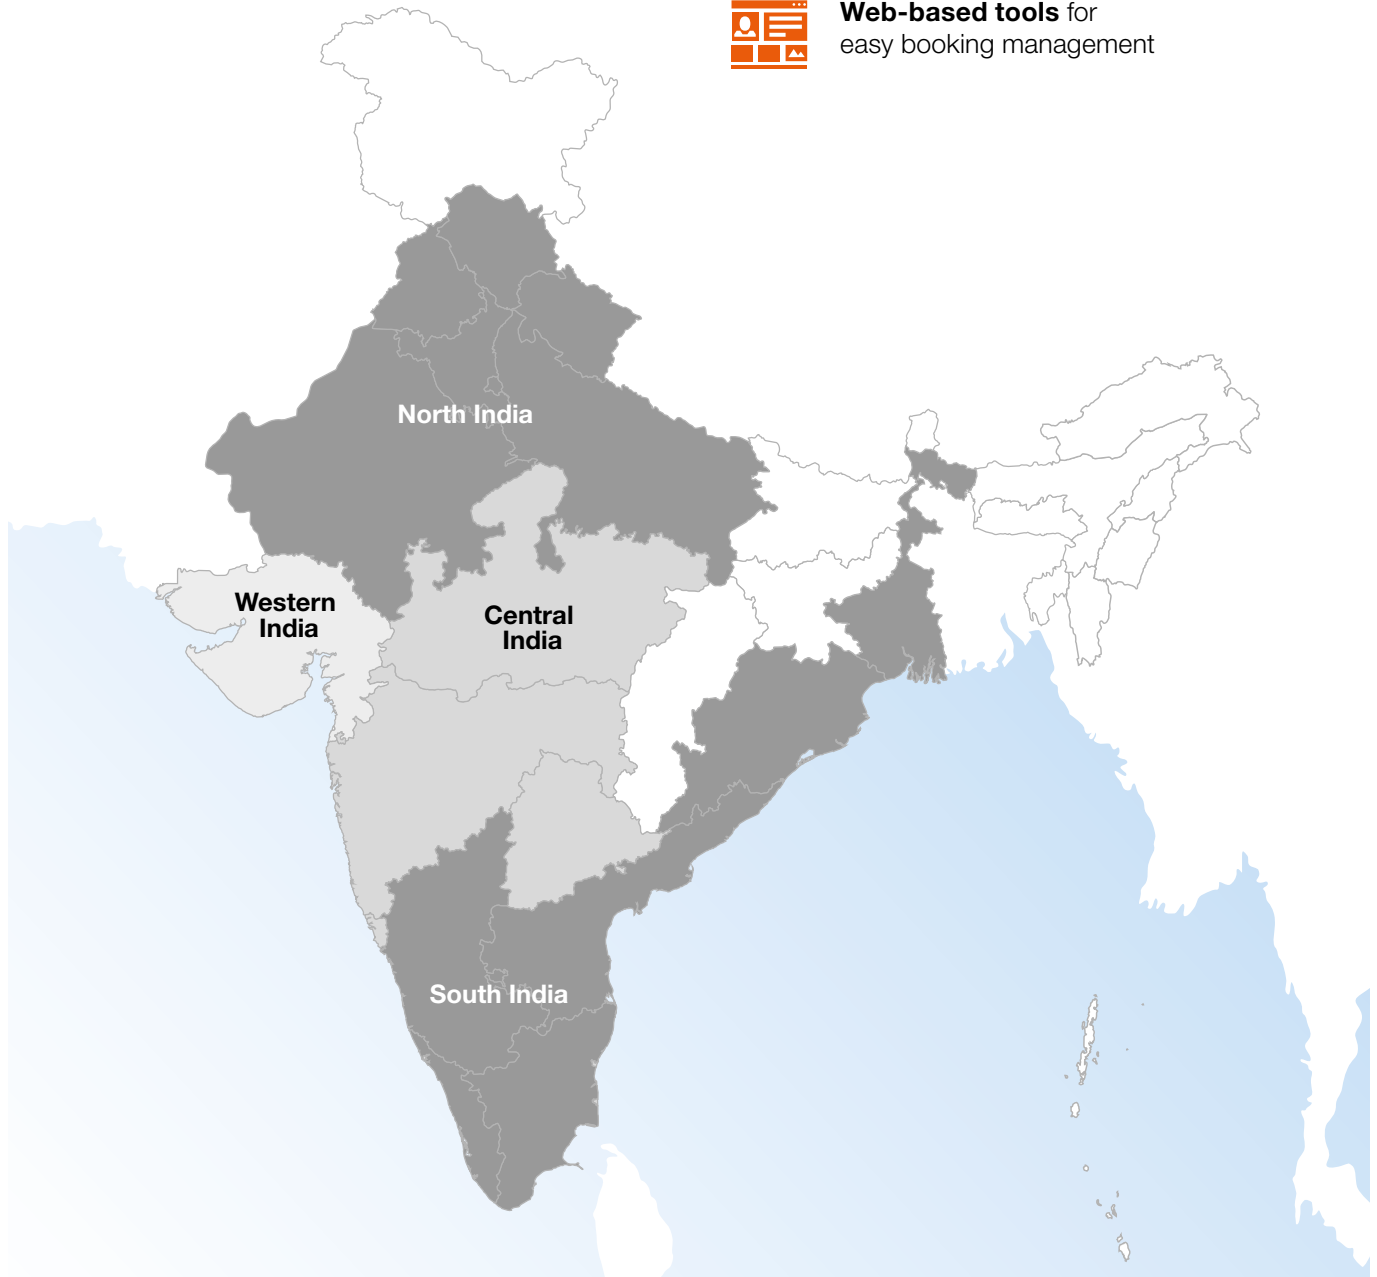 Web-based tools for
easy booking management
North India
Western
India
Central
India
South India